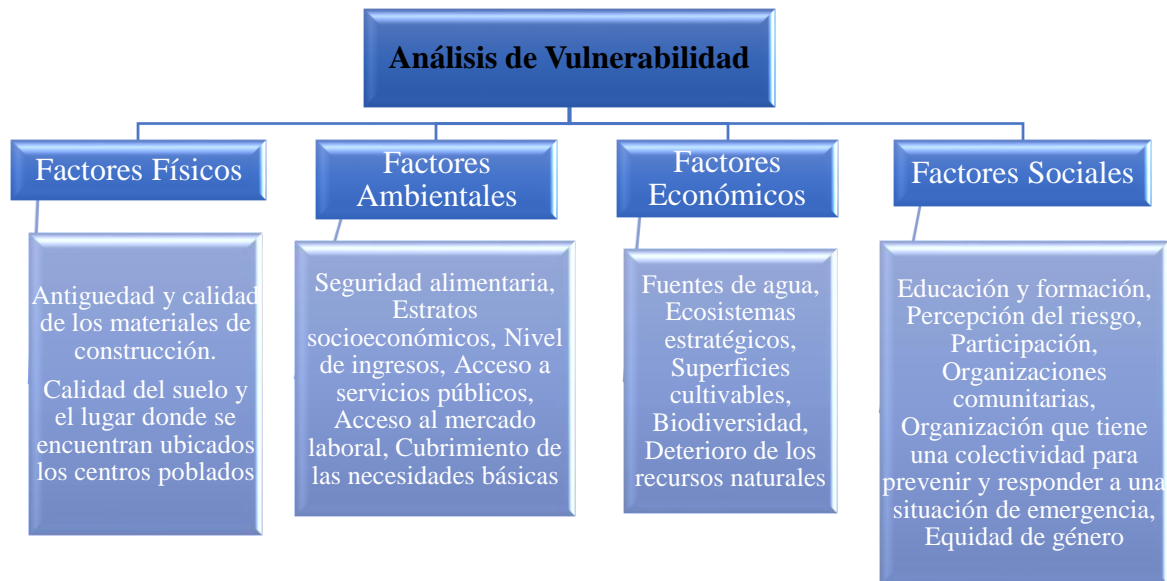 Análisis de Vulnerabilidad
Factores Físicos
Antiguedad y calidad
de los materiales de
construcción.
Calidad del suelo y
el lugar donde se
encuentran ubicados
los centros poblados
Factores
Ambientales
Seguridad alimentaria,
Estratos
socioeconómicos, Nivel
de ingresos, Acceso a
servicios públicos,
Acceso al mercado
laboral, Cubrimiento de
las necesidades básicas
Factores
Económicos
Fuentes de agua,
Ecosistemas
estratégicos,
Superficies
cultivables,
Biodiversidad,
Deterioro de los
recursos naturales
Factores Sociales
Educación y formación,
Percepción del riesgo,
Participación,
Organizaciones
comunitarias,
Organización que tiene
una colectividad para
prevenir y responder a una
situación de emergencia,
Equidad de género